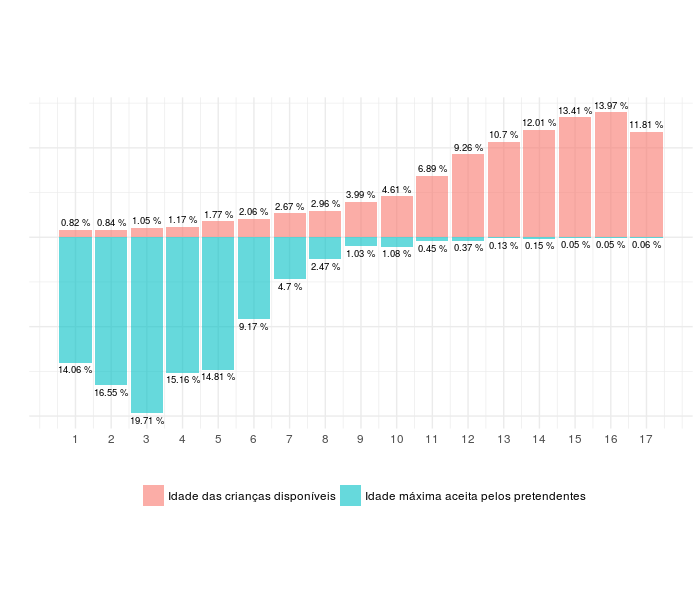 0.82 % 0.84 % 1.05 % 1.17 % 1.77 % 2.06 % 2.67 % 2.96 % 3.99 % 4.61 % 6.89 % 9.26 % 10.7 % 12.01 % 13.41 % 13.97 % 11.81 %
14.06 % 16.55 % 19.71 % 15.16 % 14.81 % 9.17 % 4.7 % 2.47 % 1.03 % 1.08 % 0.45 % 0.37 % 0.13 % 0.15 % 0.05 % 0.05 % 0.06 %
1 2 3 4 5 6 7 8 9 10 11 12 13 14 15 16 17
Idade das crianças disponíveis Idade máxima aceita pelos pretendentes